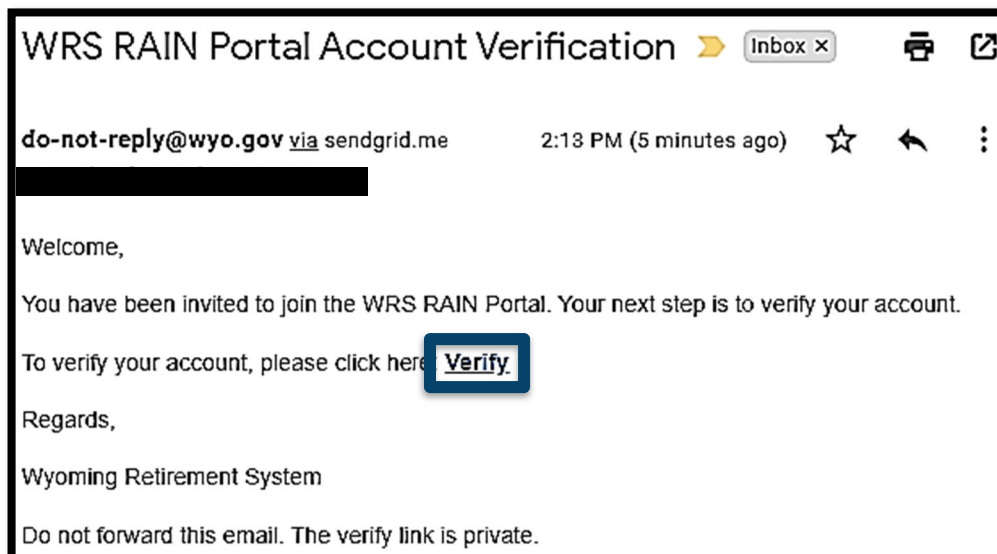 WRS RAIN Portal Account Verification Inbox ×
do-not-reply@wyo.gov via sendgrid.me 2:13 PM (5 minutes ago)
Welcome,
You have been invited to join the WRS RAIN Portal. Your next step is to verify your account.
To verify your account, please click here: Verify
Regards,
Wyoming Retirement System
Do not forward this email. The verify link is private.